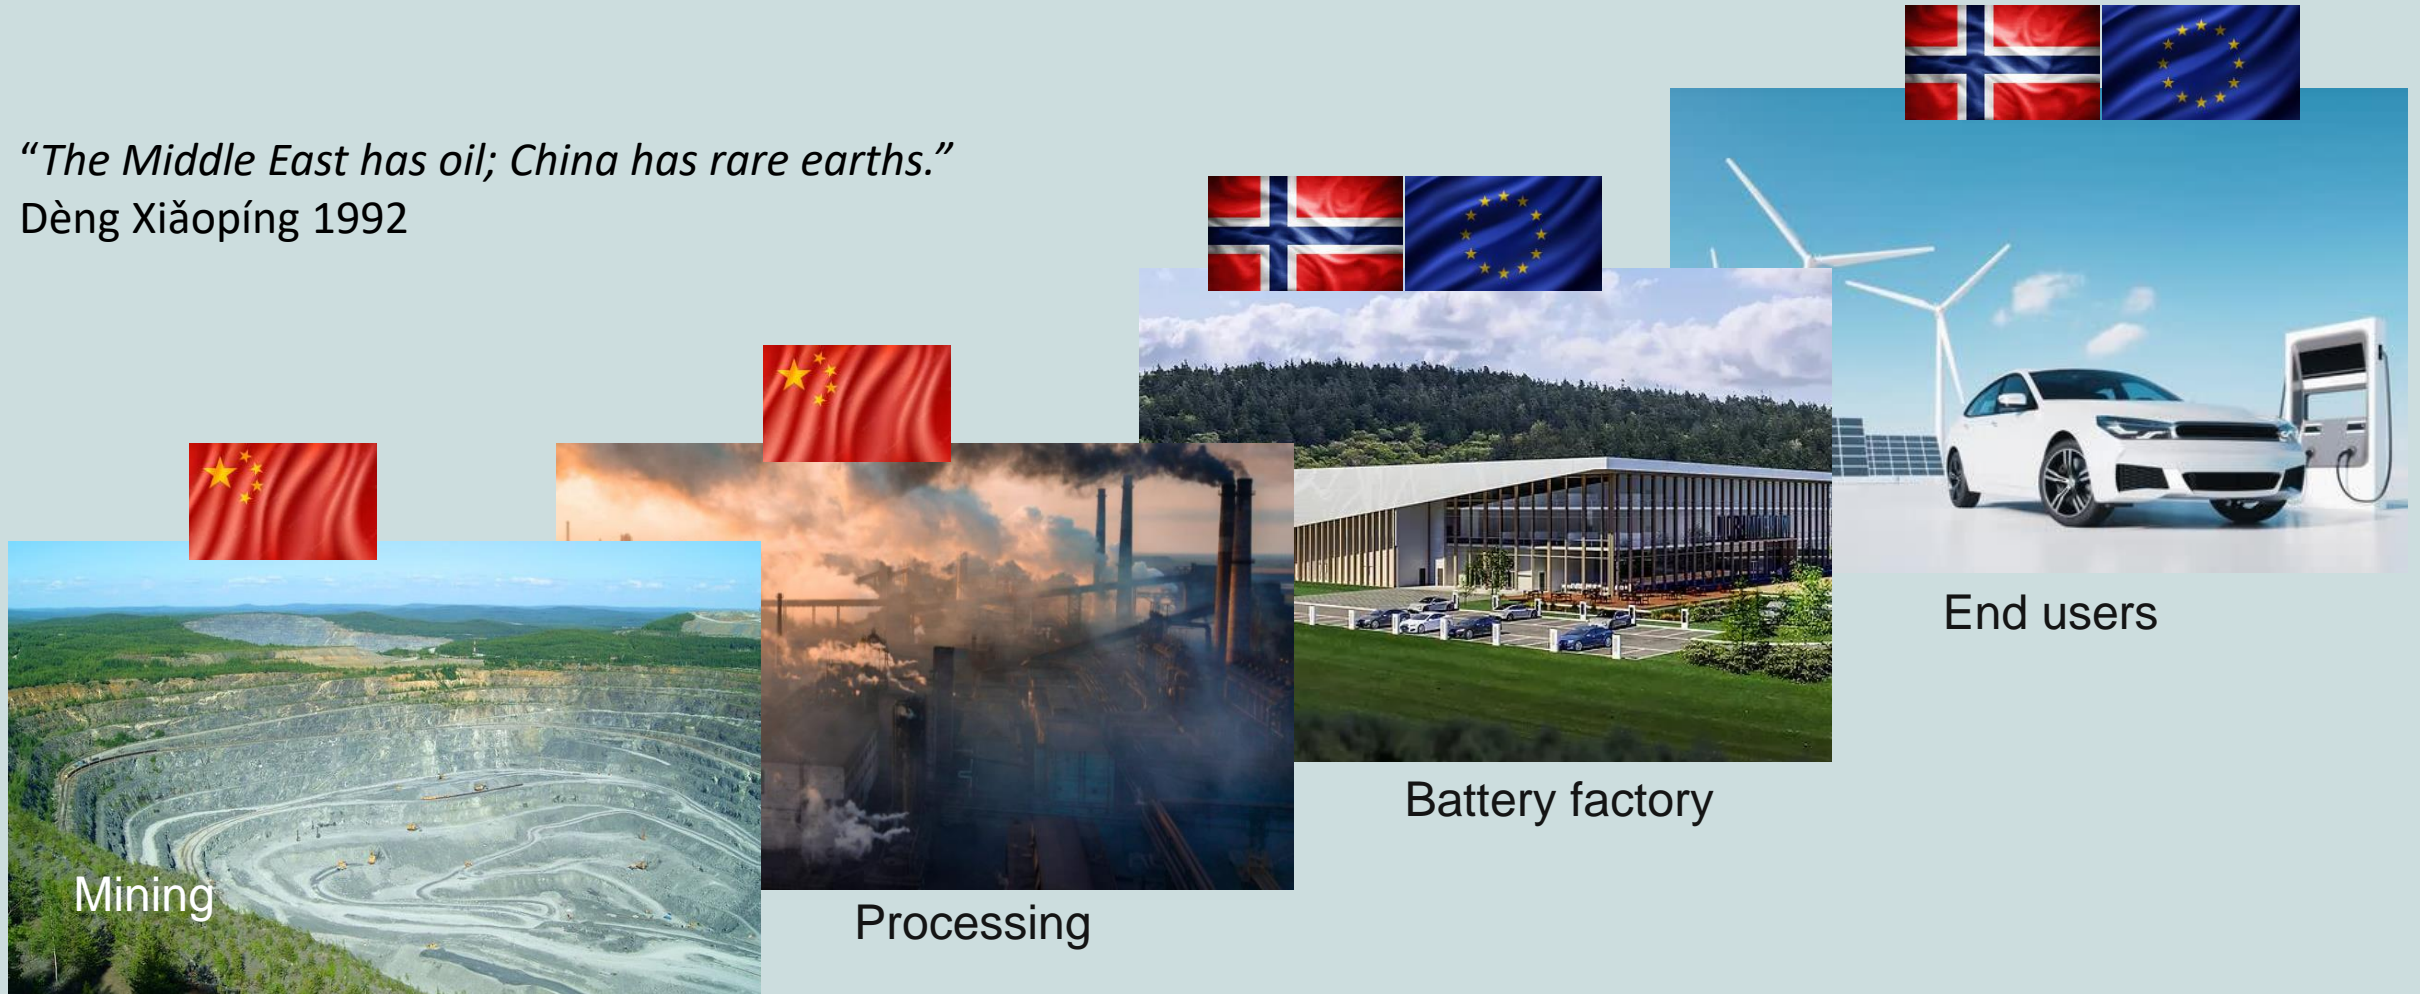 “The Middle East has oil; China has rare earths.”
Dèng Xiǎopíng 1992
End users
Battery factory
Mining
Processing